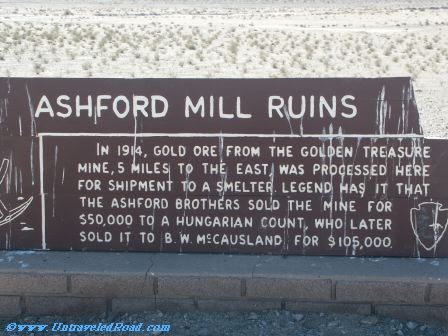 ASHFORD MILL RUINS
IN 1914, GOLD ORE FROM THE GOLDEN TREASURE
MINE, 5 MILES TO THE EAST, WAS PROCESSED HERE
FOR SHIPMENT TO A SMELTER. LEGEND HAS IT THAT
THE ASHFORD BROTHERS SOLD THE MINE FOR
$50,000 TO A HUNGARIAN COUNT, WHO LATER
SOLD IT TO B.W. MCCAUSLAND, FOR $105,000.
©www.UntraveledRoad.com